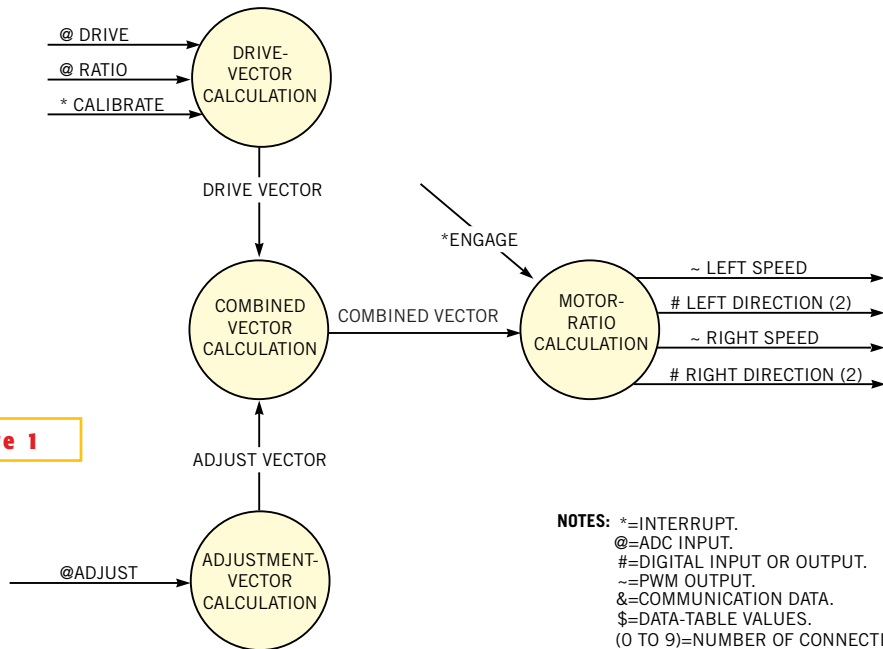 @ DRIVE
@ RATIO
* CALIBRATE
DRIVE-
VECTOR
CALCULATION
DRIVE VECTOR
*ENGAGE
COMBINED
VECTOR
CALCULATION
COMBINED VECTOR
MOTOR-
RATIO
CALCULATION
~ LEFT SPEED
# LEFT DIRECTION (2)
~ RIGHT SPEED
# RIGHT DIRECTION (2)
1
ADJUST VECTOR
@ADJUST
ADJUSTMENT-
VECTOR
CALCULATION
NOTES: *=INTERRUPT.
@=ADC INPUT.
#=DIGITAL INPUT OR OUTPUT.
~=PWM OUTPUT.
&=COMMUNICATION DATA.
$=DATA-TABLE VALUES.
(0 TO 9)=NUMBER OF